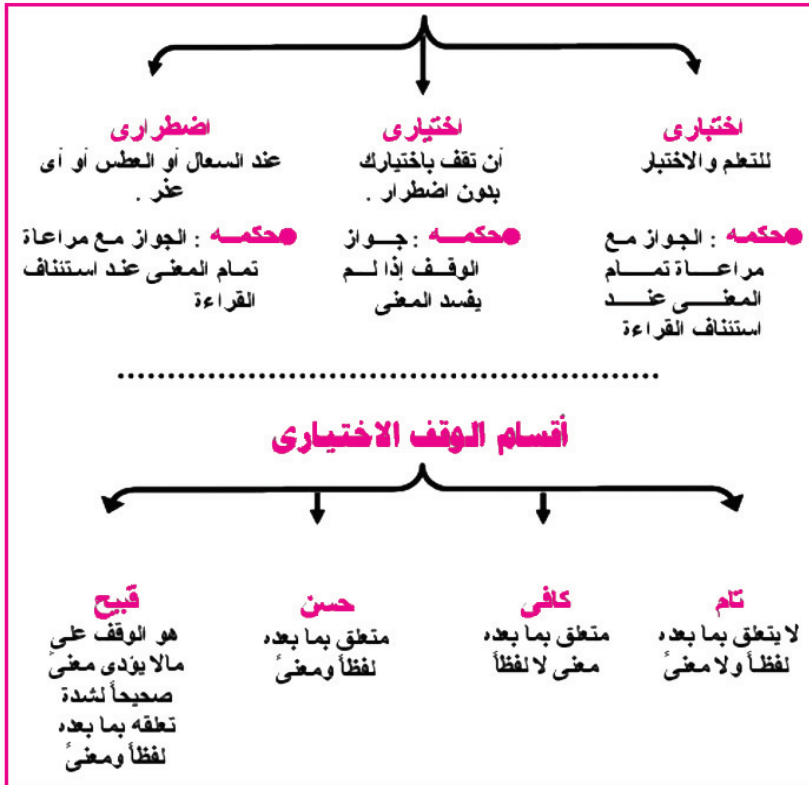 اختبارى
للتعلم والاختبار
●حكمه : الجواز مع
مراعاة تمام
المعنى عند
استئناف القراءة
اختيارى
أن تقف باختيارك
بدون اضطرار .
●حكمه : جواز
الوقف إذا لم
يفسد المعنى
اضطرارى
عند السعال أو العطس أو أى
عذر .
●حكمه : الجواز مع مراعاة
تمام المعنى عند استئناف
القراءة
أقسام الوقف الاختيارى
تام
لا يتعلق بما بعده
لفظاً ولا معنىً
كافى
متعلق بما بعده
معنى لا لفظاً
حسن
متعلق بما بعده
لفظاً ومعنىً
قبيح
هو الوقف على
مالا يؤدى معنىً
صحيحاً لشدة
تعلقه بما بعده
لفظاً ومعنىً